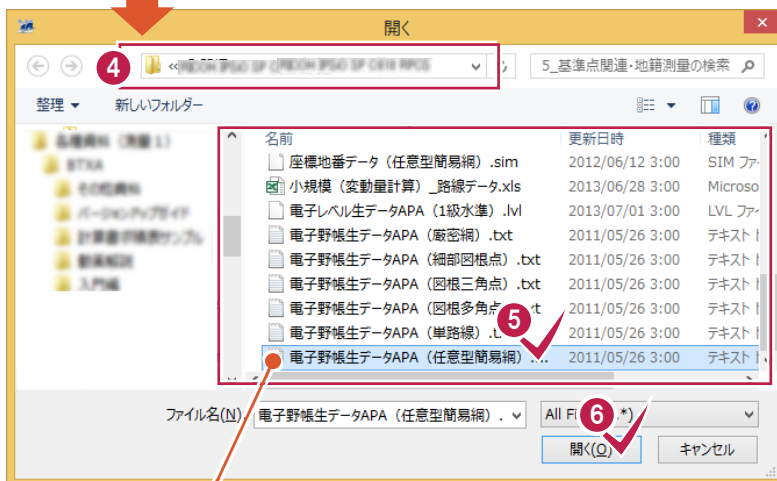 開く
4
5_基準点関連・地籍測量の検索
整理 新しいフォルダー
名前 更新日時 種類
座標地番データ（任意型簡易網）.sim 2012/06/12 3:00 SIM ファ
小規模（変動量計算）_路線データ.xls 2013/06/28 3:00 Microso
電子レベル生データAPA（1級水準）.lvl 2013/07/01 3:00 LVL ファ
電子野帳生データAPA（厳密網）.txt 2011/05/26 3:00 テキスト
電子野帳生データAPA（細部図根点）.txt 2011/05/26 3:00 テキスト
電子野帳生データAPA（図根三角点）.txt 2011/05/26 3:00 テキスト
電子野帳生データAPA（図根多角点 2011/05/26 3:00 テキスト
5
電子野帳生データAPA（単路線）.t 2011/05/26 3:00 テキスト
電子野帳生データAPA（任意型簡易網）... 2011/05/26 3:00 テキスト
ファイル名(N) 電子野帳生データAPA（任意型簡易網）. All Fi .*)
6
開く(O) キャンセル